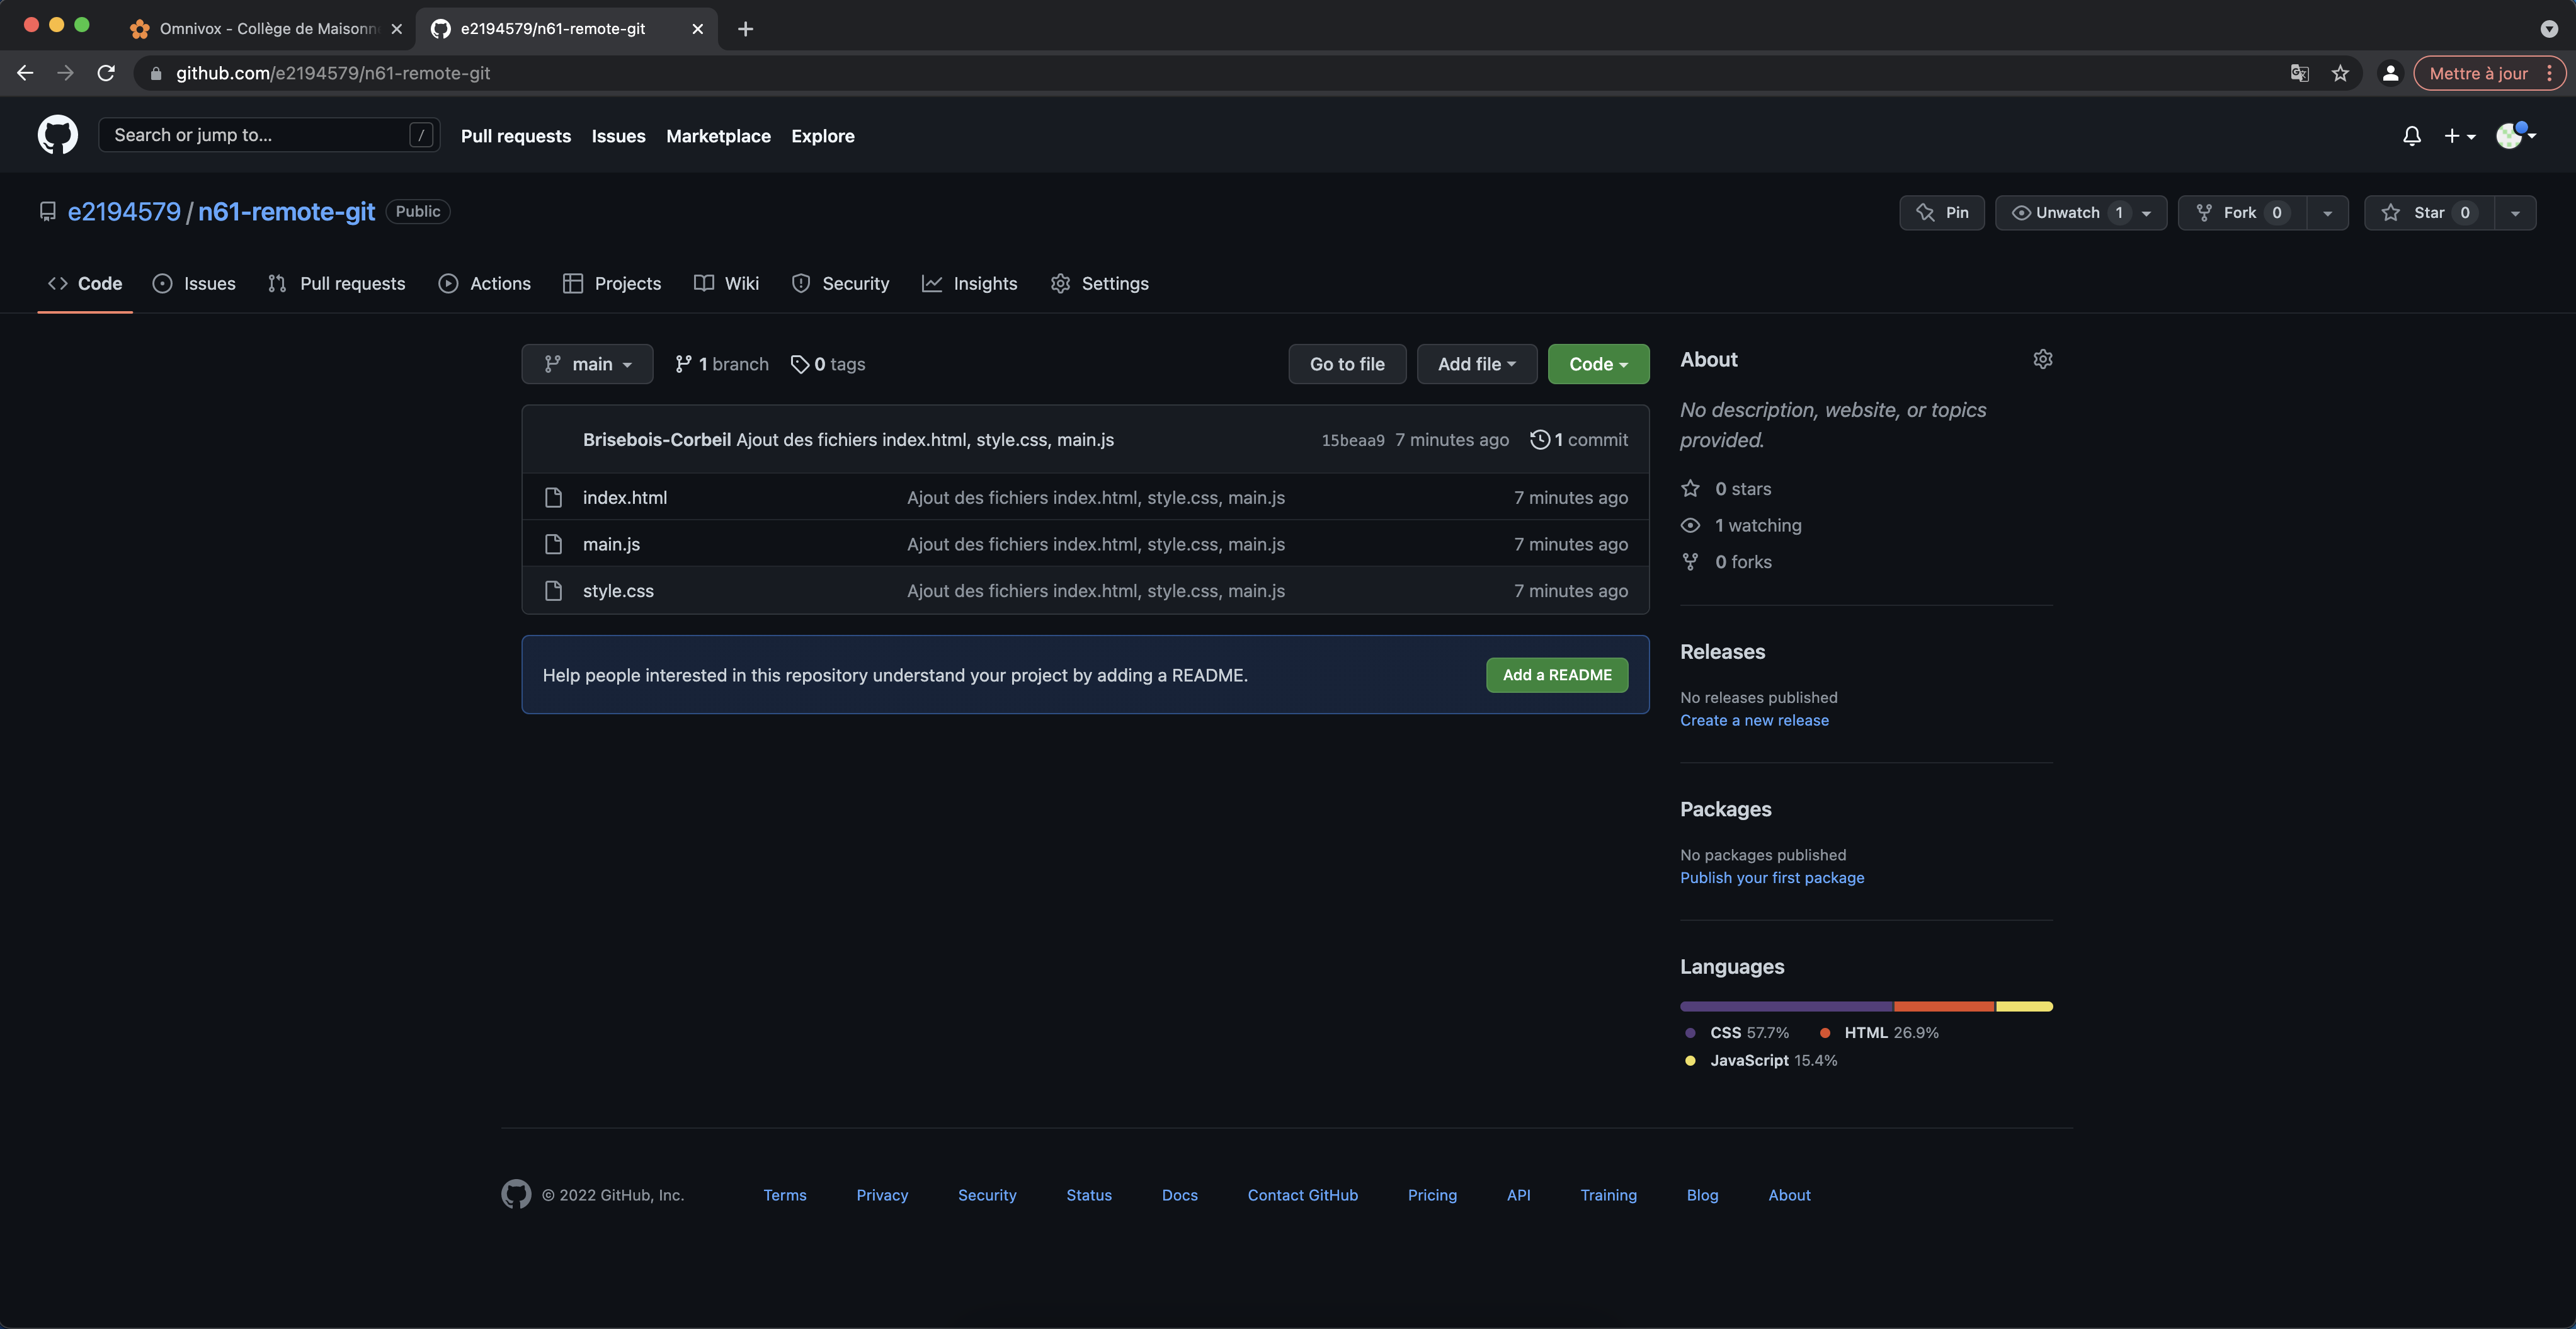 Omnivox - Collège de Maisonn
e2194579/n61-remote-git
github.com/e2194579/n61-remote-git
Mettre à jour
Search or jump to... /
Pull requests Issues Marketplace Explore
e2194579 / n61-remote-git Public
Pin Unwatch 1 Fork 0 Star 0
Code Issues Pull requests Actions Projects Wiki Security Insights Settings
main 1 branch 0 tags Go to file Add file Code
Brisebois-Corbeil Ajout des fichiers index.html, style.css, main.js 15beaa9 7 minutes ago 1 commit
index.html Ajout des fichiers index.html, style.css, main.js 7 minutes ago
main.js Ajout des fichiers index.html, style.css, main.js 7 minutes ago
style.css Ajout des fichiers index.html, style.css, main.js 7 minutes ago
Help people interested in this repository understand your project by adding a README. Add a README
About
No description, website, or topics
provided.
0 stars
1 watching
0 forks
Releases
No releases published
Create a new release
Packages
No packages published
Publish your first package
Languages
CSS 57.7% HTML 26.9%
JavaScript 15.4%
© 2022 GitHub, Inc. Terms Privacy Security Status Docs Contact GitHub Pricing API Training Blog About